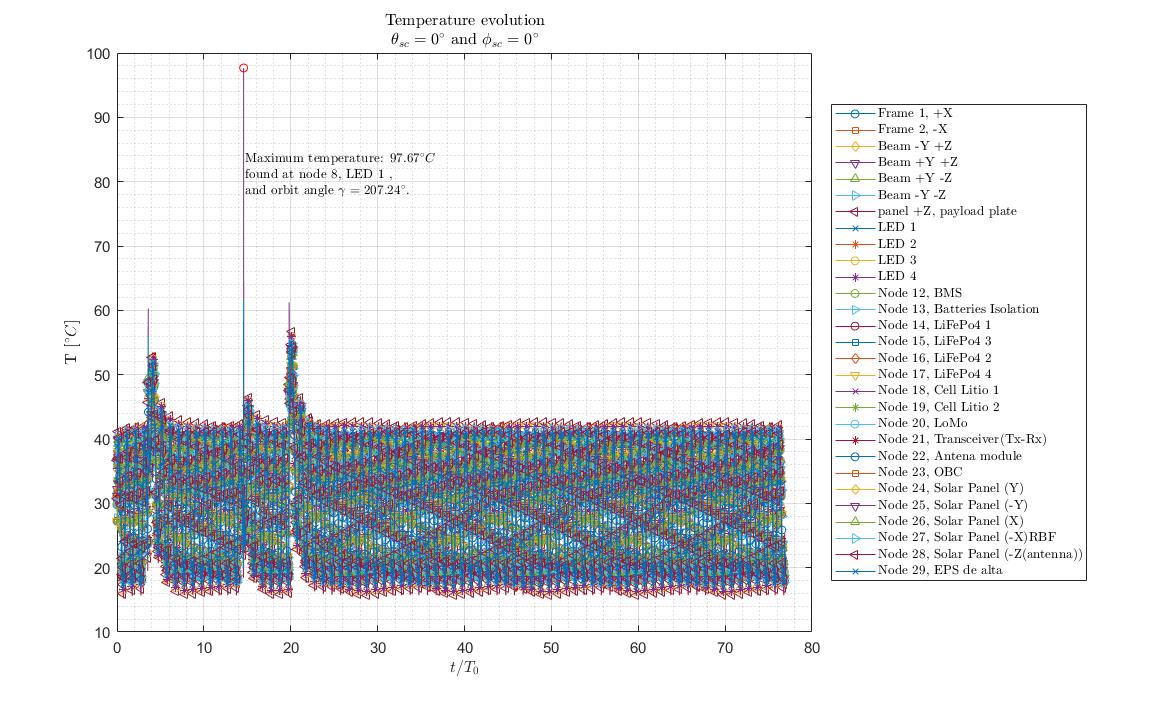 Temperature evolution
θsc = 0° and ϕsc = 0°
100
90
80
70
60
50
40
30
20
10
T [°C]
Maximum temperature: 97.67°C
found at node 8, LED 1 ,
and orbit angle γ = 207.24°.
0 10 20 30 40 50 60 70 80
t/T0
Frame 1, +X
Frame 2, -X
Beam -Y +Z
Beam +Y +Z
Beam +Y -Z
Beam -Y -Z
panel +Z, payload plate
LED 1
LED 2
LED 3
LED 4
Node 12, BMS
Node 13, Batteries Isolation
Node 14, LiFePo4 1
Node 15, LiFePo4 3
Node 16, LiFePo4 2
Node 17, LiFePo4 4
Node 18, Cell Litio 1
Node 19, Cell Litio 2
Node 20, LoMo
Node 21, Transceiver(Tx-Rx)
Node 22, Antena module
Node 23, OBC
Node 24, Solar Panel (Y)
Node 25, Solar Panel (-Y)
Node 26, Solar Panel (X)
Node 27, Solar Panel (-X)RBF
Node 28, Solar Panel (-Z(antenna))
Node 29, EPS de alta